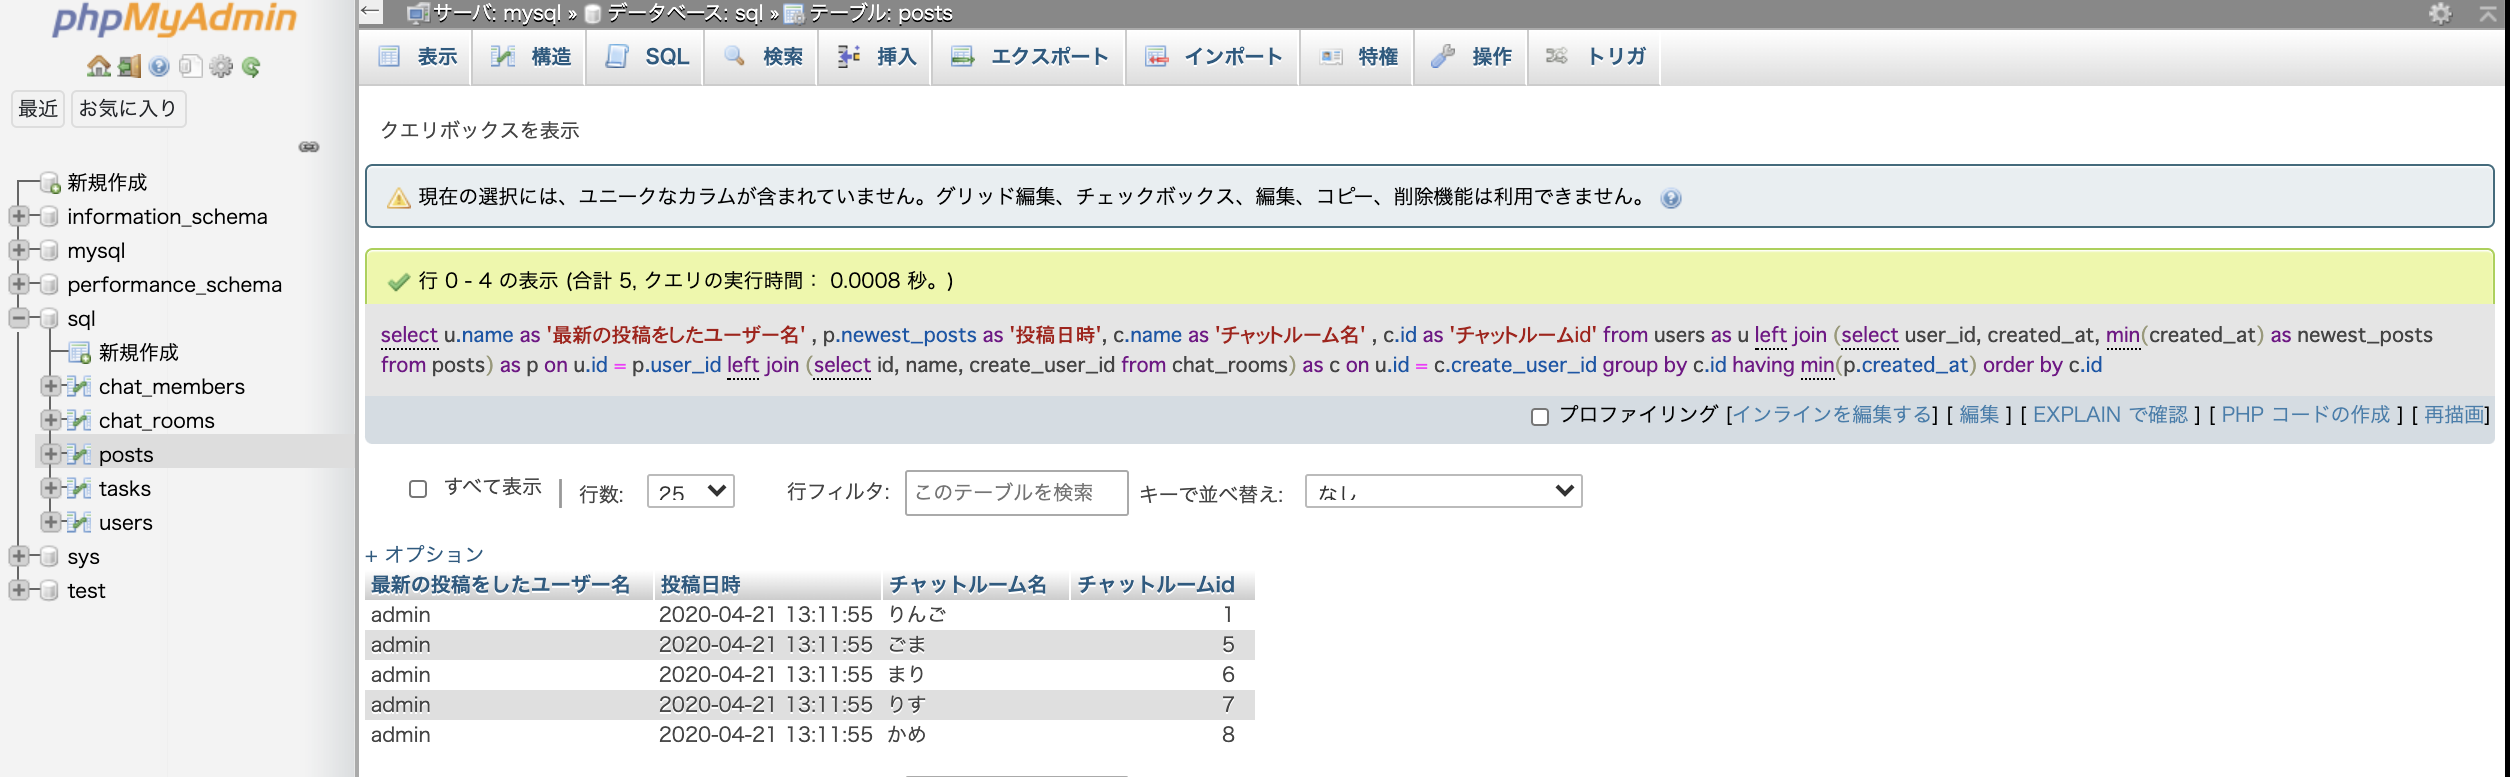 phpMyAdmin
最近 お気に入り
新規作成
information_schema
mysql
performance_schema
sql
新規作成
chat_members
chat_rooms
posts
tasks
users
sys
test
サーバ: mysql » データベース: sql » テーブル: posts
表示 構造 SQL 検索 挿入 エクスポート インポート 特権 操作 トリガ
クエリボックスを表示
現在の選択には、ユニークなカラムが含まれていません。グリッド編集、チェックボックス、編集、コピー、削除機能は利用できません。
行 0 - 4 の表示 (合計 5, クエリの実行時間： 0.0008 秒。)
select u.name as '最新の投稿をしたユーザー名' , p.newest_posts as '投稿日時', c.name as 'チャットルーム名' , c.id as 'チャットルームid' from users as u left join (select user_id, created_at, min(created_at) as newest_posts
from posts) as p on u.id = p.user_id left join (select id, name, create_user_id from chat_rooms) as c on u.id = c.create_user_id group by c.id having min(p.created_at) order by c.id
プロファイリング [インラインを編集する] [ 編集 ] [ EXPLAIN で確認 ] [ PHP コードの作成 ] [ 再描画]
すべて表示 | 行数: 25 行フィルタ: このテーブルを検索 キーで並べ替え: なし
+ オプション
最新の投稿をしたユーザー名 投稿日時 チャットルーム名 チャットルームid
admin 2020-04-21 13:11:55 りんご 1
admin 2020-04-21 13:11:55 ごま 5
admin 2020-04-21 13:11:55 まり 6
admin 2020-04-21 13:11:55 りす 7
admin 2020-04-21 13:11:55 かめ 8